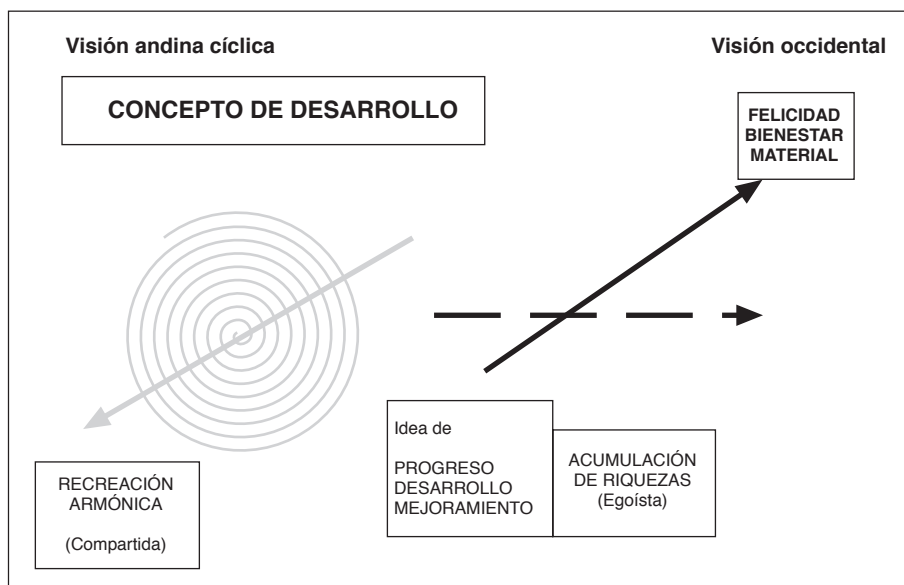 Visión andina cíclica
Visión occidental
CONCEPTO DE DESARROLLO
FELICIDAD
BIENESTAR
MATERIAL
Idea de
PROGRESO
DESARROLLO
MEJORAMIENTO
ACUMULACIÓN
DE RIQUEZAS
(Egoísta)
RECREACIÓN
ARMÓNICA
(Compartida)